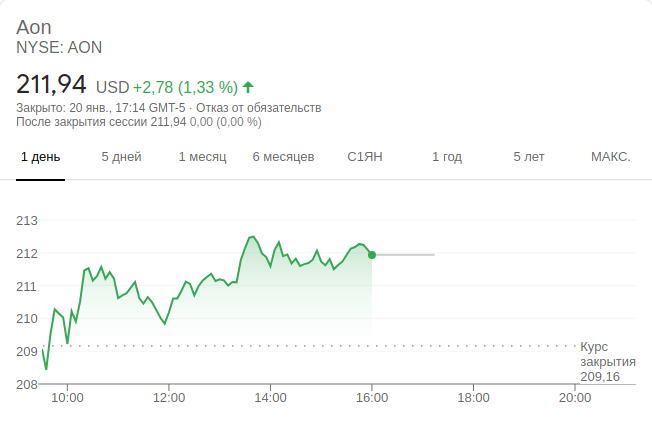 Aon
NYSE: AON
211,94 USD +2,78 (1,33 %)
Закрыто: 20 янв., 17:14 GMT-5 · Отказ от обязательств
После закрытия сессии 211,94 0,00 (0,00 %)
1 день 5 дней 1 месяц 6 месяцев С1ЯН 1 год 5 лет МАКС.
213
212
211
210
209
208
Курс
закрытия
209,16
10:00 12:00 14:00 16:00 18:00 20:00